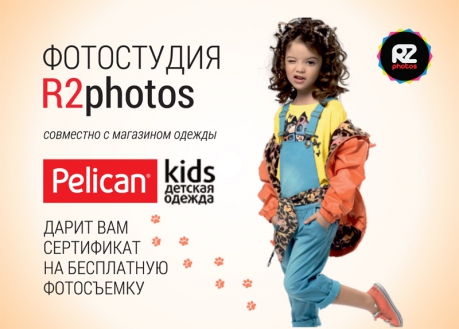 ФОТОСТУДИЯ
R2photos
совместно с магазином одежды
Pelican®
kids
детская
одежда
ДАРИТ ВАМ
СЕРТИФИКАТ
НА БЕСПЛАТНУЮ
ФОТОСЪЕМКУ
R2
photos